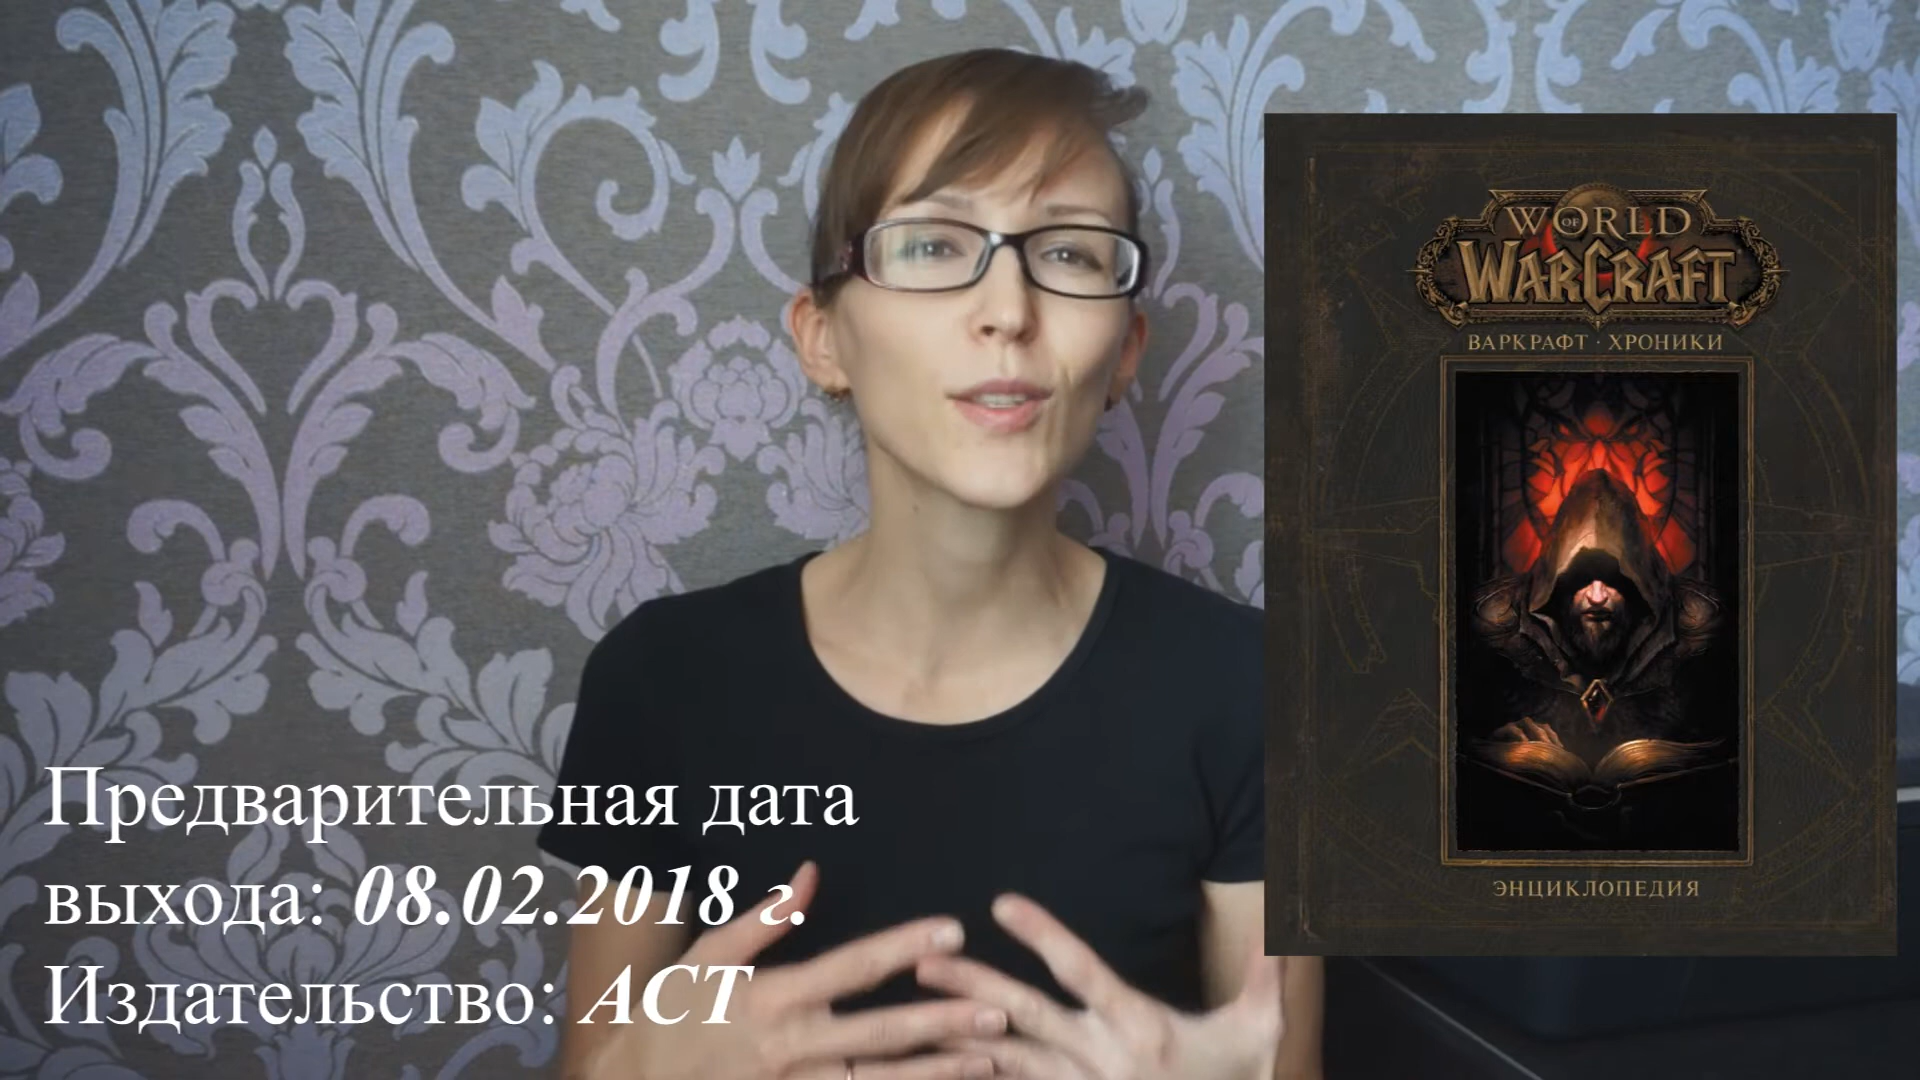 WORLD
OF
WARCRAFT
ВАРКРАФТ · ХРОНИКИ
ЭНЦИКЛОПЕДИЯ
Предварительная дата
выхода: 08.02.2018 г.
Издательство: АСТ